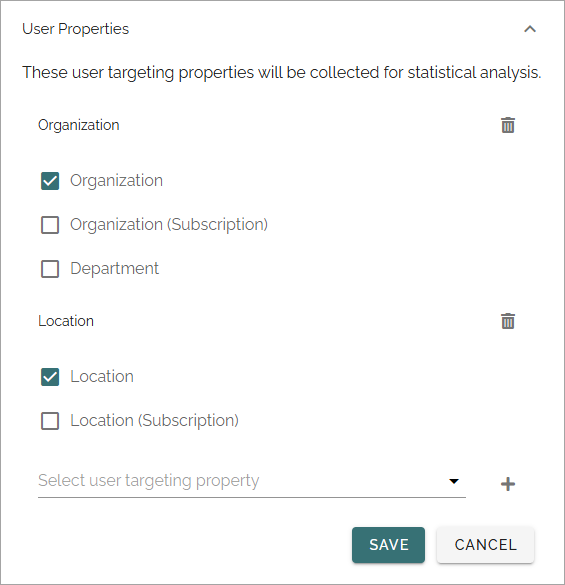 User Properties
These user targeting properties will be collected for statistical analysis.
Organization
Organization
Organization (Subscription)
Department
Location
Location
Location (Subscription)
Select user targeting property
SAVE CANCEL